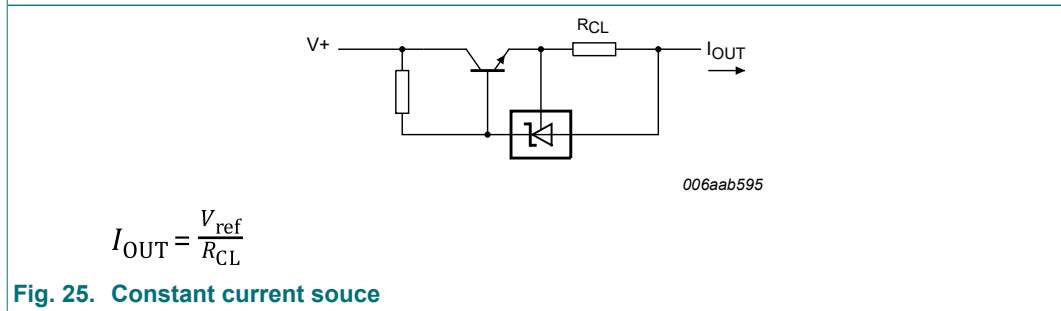 V+
RCL
IOUT
006aab595
IOUT = Vref / RCL
Fig. 25. Constant current souce